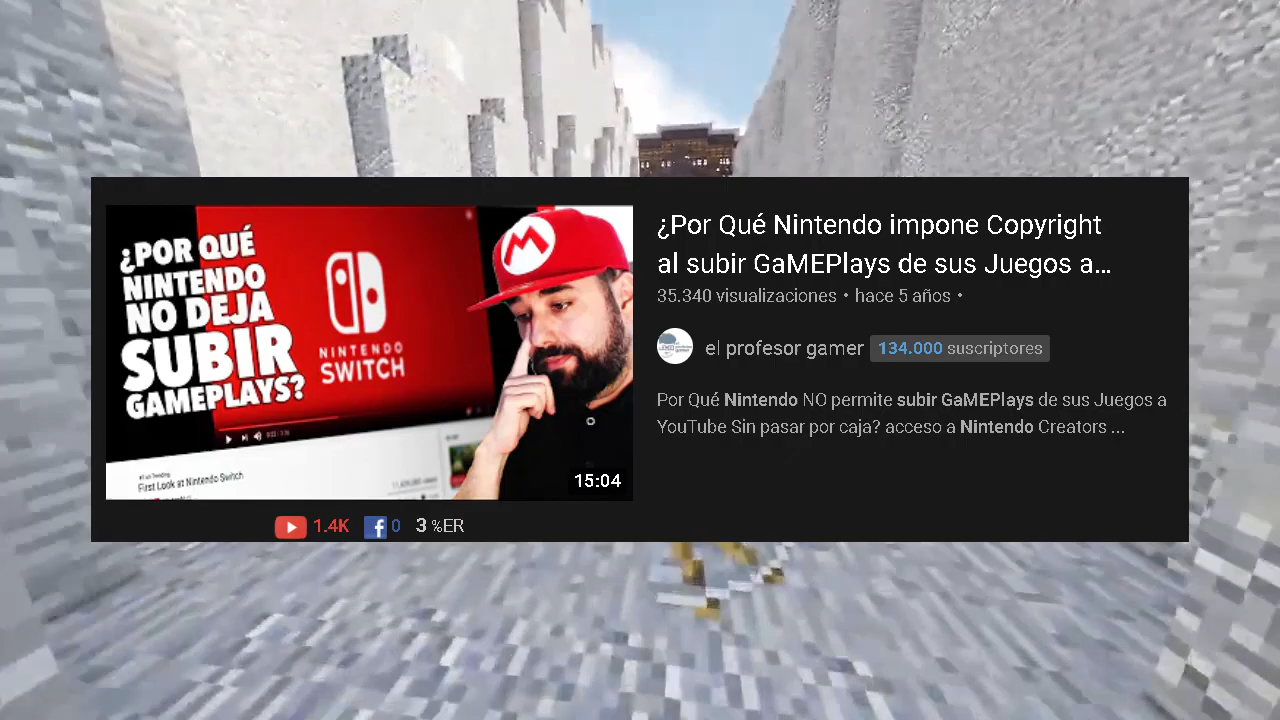 ¿POR QUÉ
NINTENDO
NO DEJA
SUBIR
GAMEPLAYS?
NINTENDO
SWITCH
First Look at Nintendo Switch
15:04
1.4K 0 3 %ER
¿Por Qué Nintendo impone Copyright
al subir GaMEPlays de sus Juegos a...
35.340 visualizaciones • hace 5 años •
el profesor gamer 134.000 suscriptores
Por Qué Nintendo NO permite subir GaMEPlays de sus Juegos a
YouTube Sin pasar por caja? acceso a Nintendo Creators ...